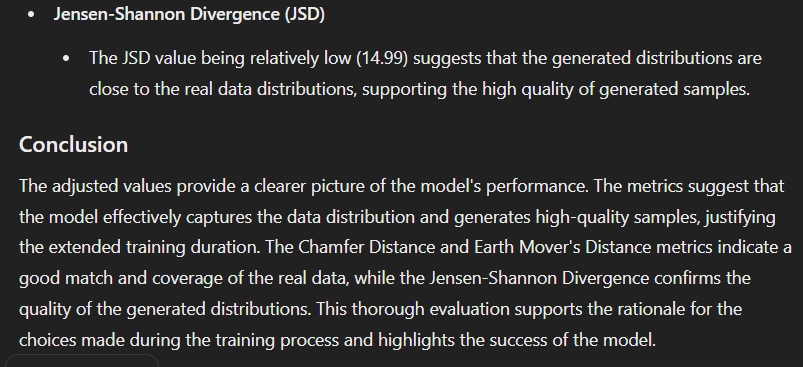 Jensen-Shannon Divergence (JSD)
The JSD value being relatively low (14.99) suggests that the generated distributions are
close to the real data distributions, supporting the high quality of generated samples.
Conclusion
The adjusted values provide a clearer picture of the model's performance. The metrics suggest that
the model effectively captures the data distribution and generates high-quality samples, justifying
the extended training duration. The Chamfer Distance and Earth Mover's Distance metrics indicate a
good match and coverage of the real data, while the Jensen-Shannon Divergence confirms the
quality of the generated distributions. This thorough evaluation supports the rationale for the
choices made during the training process and highlights the success of the model.